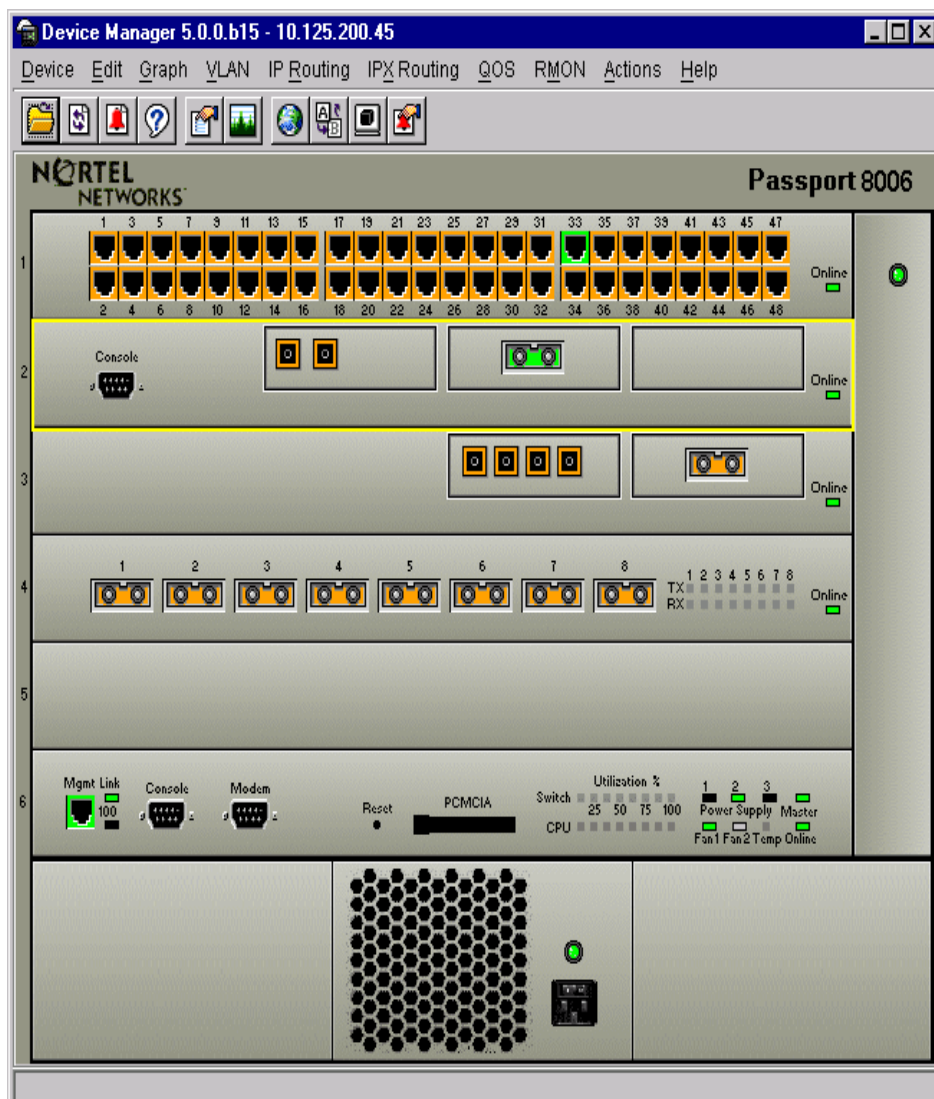 Device Manager 5.0.0.b15 - 10.125.200.45
Device Edit Graph VLAN IP Routing IPX Routing QOS RMON Actions Help
NORTEL
NETWORKS
Passport 8006
1 3 5 7 9 11 13 15 17 19 21 23 25 27 29 31 33 35 37 39 41 43 45 47
1
Online
2 4 6 8 10 12 14 16 18 20 22 24 26 28 30 32 34 36 38 40 42 44 46 48
2
Console
Online
3
Online
1 2 3 4 5 6 7 8
4
1 2 3 4 5 6 7 8
TX
RX
Online
5
6
Mgmt Link
100
Console
Modem
Reset
PCMCIA
Utilization %
Switch
25 50 75 100
CPU
1 2 3
Power Supply Master
Fan1 Fan2 Temp Online